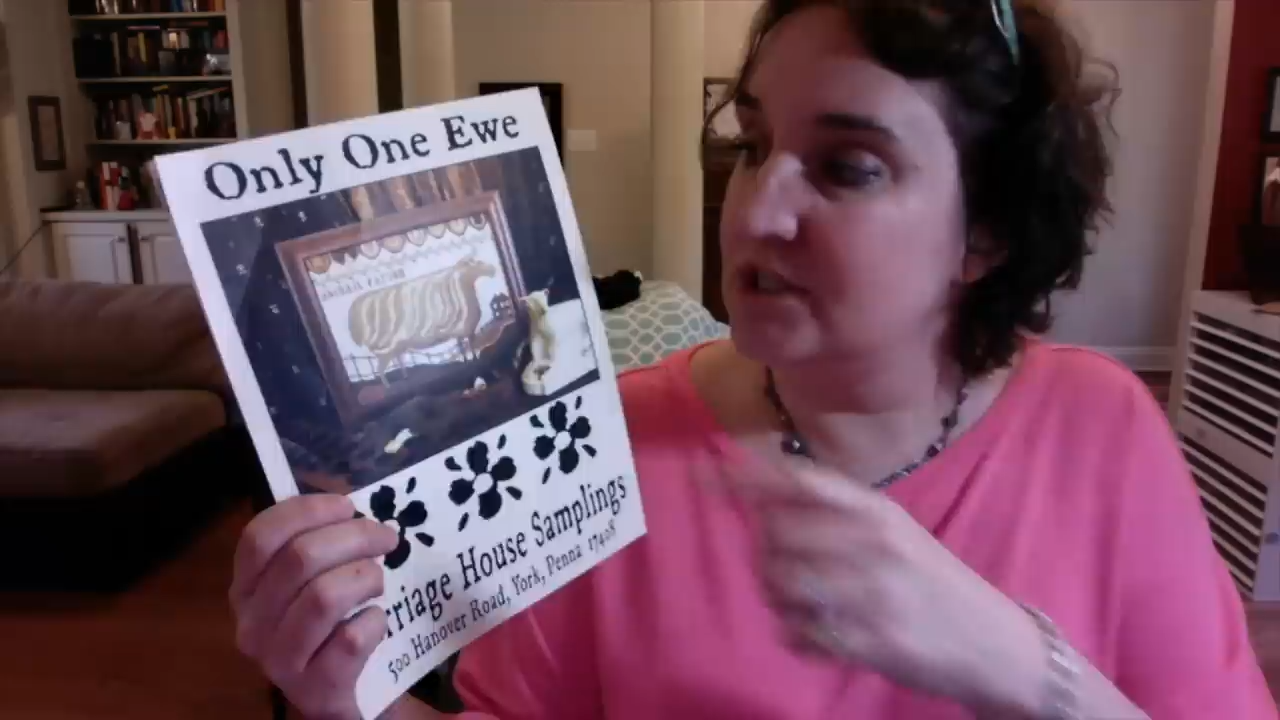 Only One Ewe
rriage House Samplings
500 Hanover Road, York, Penna 17408